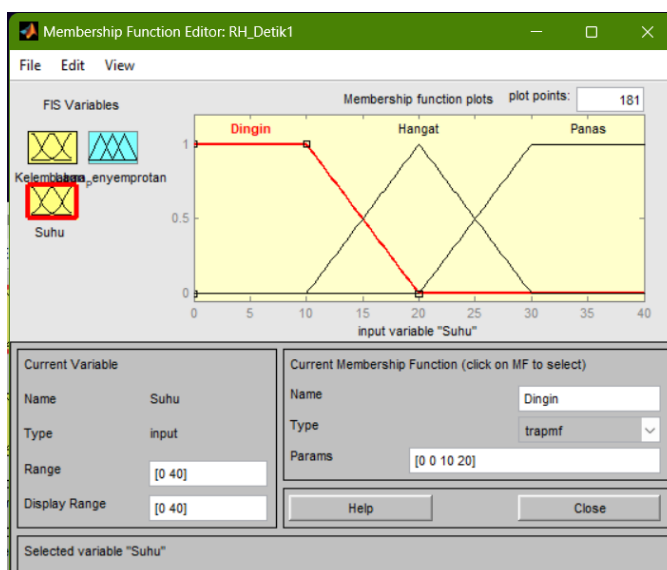 Membership Function Editor: RH_Detik1
File Edit View
FIS Variables
Membership function plots plot points: 181
Suhu
Dingin Hangat Panas
1
0.5
0
0 5 10 15 20 25 30 35 40
input variable "Suhu"
Current Variable
Name Suhu
Type input
Range [0 40]
Display Range [0 40]
Current Membership Function (click on MF to select)
Name Dingin
Type trapmf
Params [0 0 10 20]
Help Close
Selected variable "Suhu"